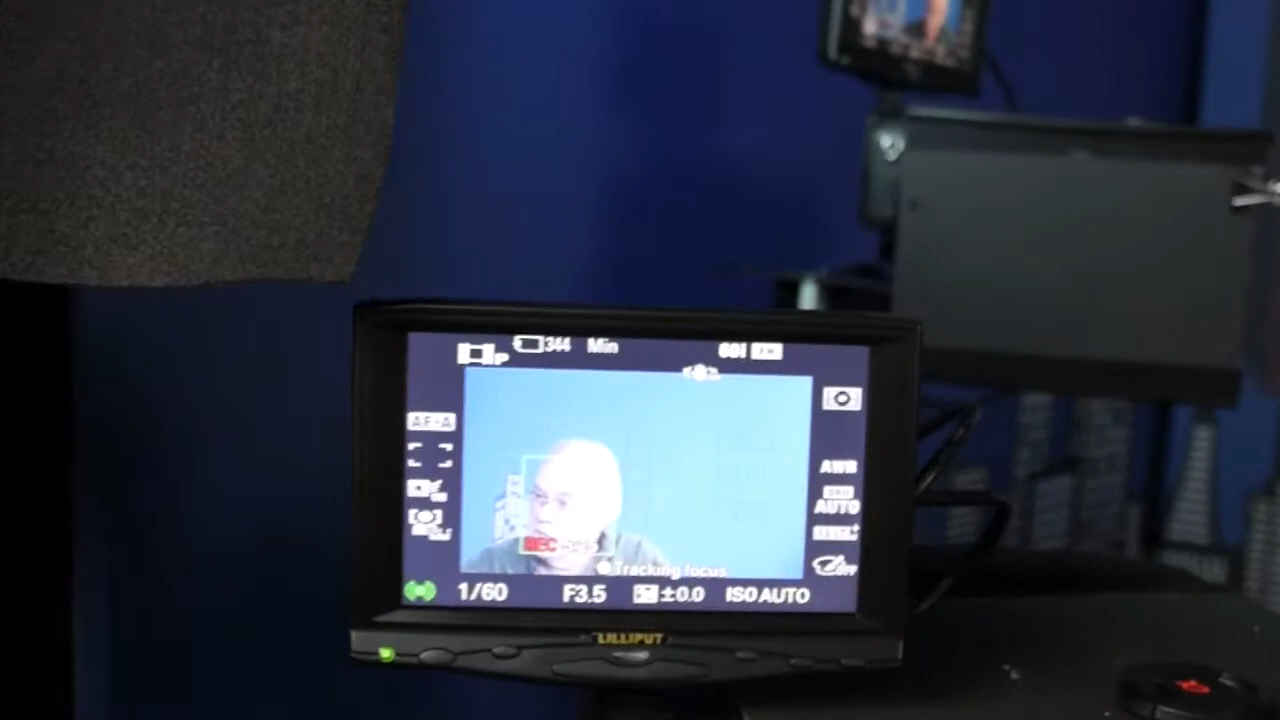 P 344 Min 60i
AF-A
AWB
AUTO
REC
Tracking focus
1/60 F3.5 ±0.0 ISO AUTO
LILLIPUT